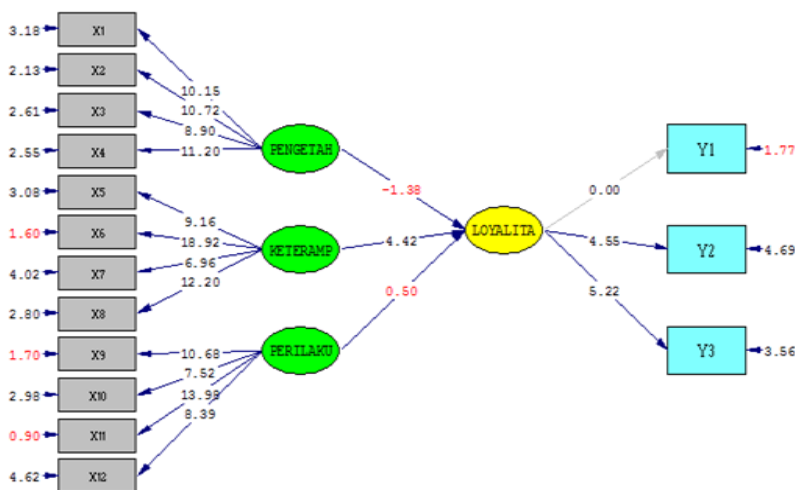 3.18
X1
2.13
X2
2.61
X3
2.55
X4
3.08
X5
1.60
X6
4.02
X7
2.80
X8
1.70
X9
2.98
X10
0.90
X11
4.62
X12
10.15
10.72
8.90
11.20
9.16
18.92
6.96
12.20
10.68
7.52
13.98
8.39
PENGETAH
KETERAMP
PERILAKU
-1.38
4.42
0.50
LOYALITA
0.00
4.55
5.22
Y1
1.77
Y2
4.69
Y3
3.56